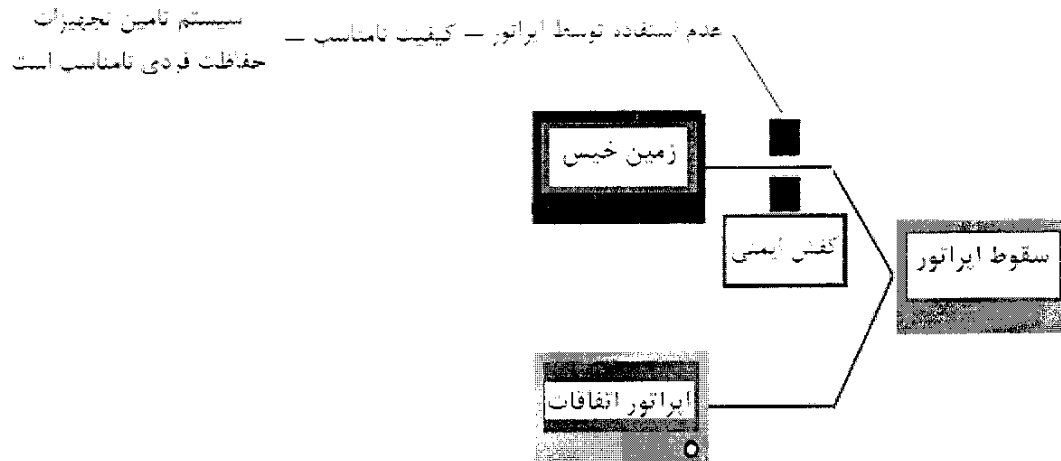 عدم استفاده توسط اپراتور – کیفیت نامناسب –
سیستم تامین تجهیزات
حفاظت فردی نامناسب است
زمین خیس
کفش ایمنی
سقوط اپراتور
اپراتور اتفاقات